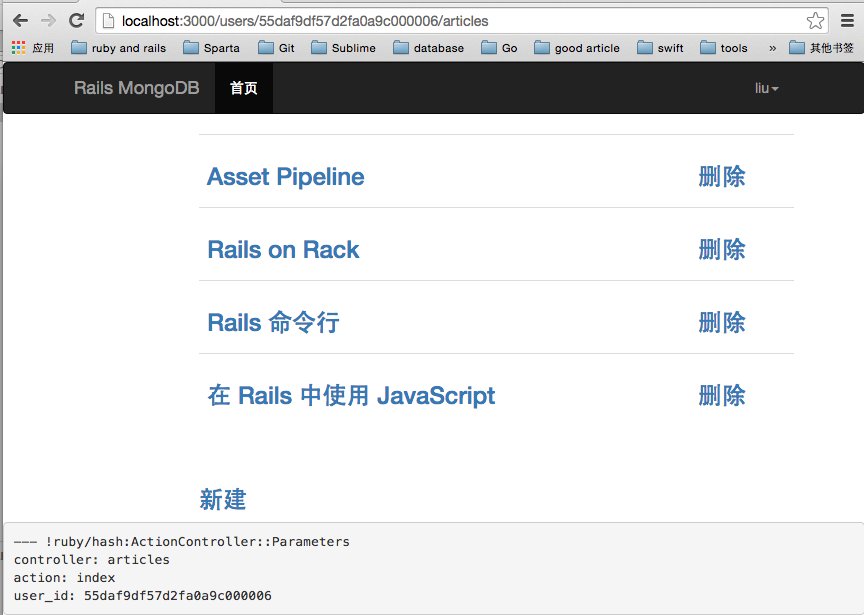 localhost:3000/users/55daf9df57d2fa0a9c000006/articles
应用 ruby and rails Sparta Git Sublime database Go good article swift tools » 其他书签
Rails MongoDB 首页 liu
Asset Pipeline 删除
Rails on Rack 删除
Rails 命令行 删除
在 Rails 中使用 JavaScript 删除
新建
--- !ruby/hash:ActionController::Parameters
controller: articles
action: index
user_id: 55daf9df57d2fa0a9c000006